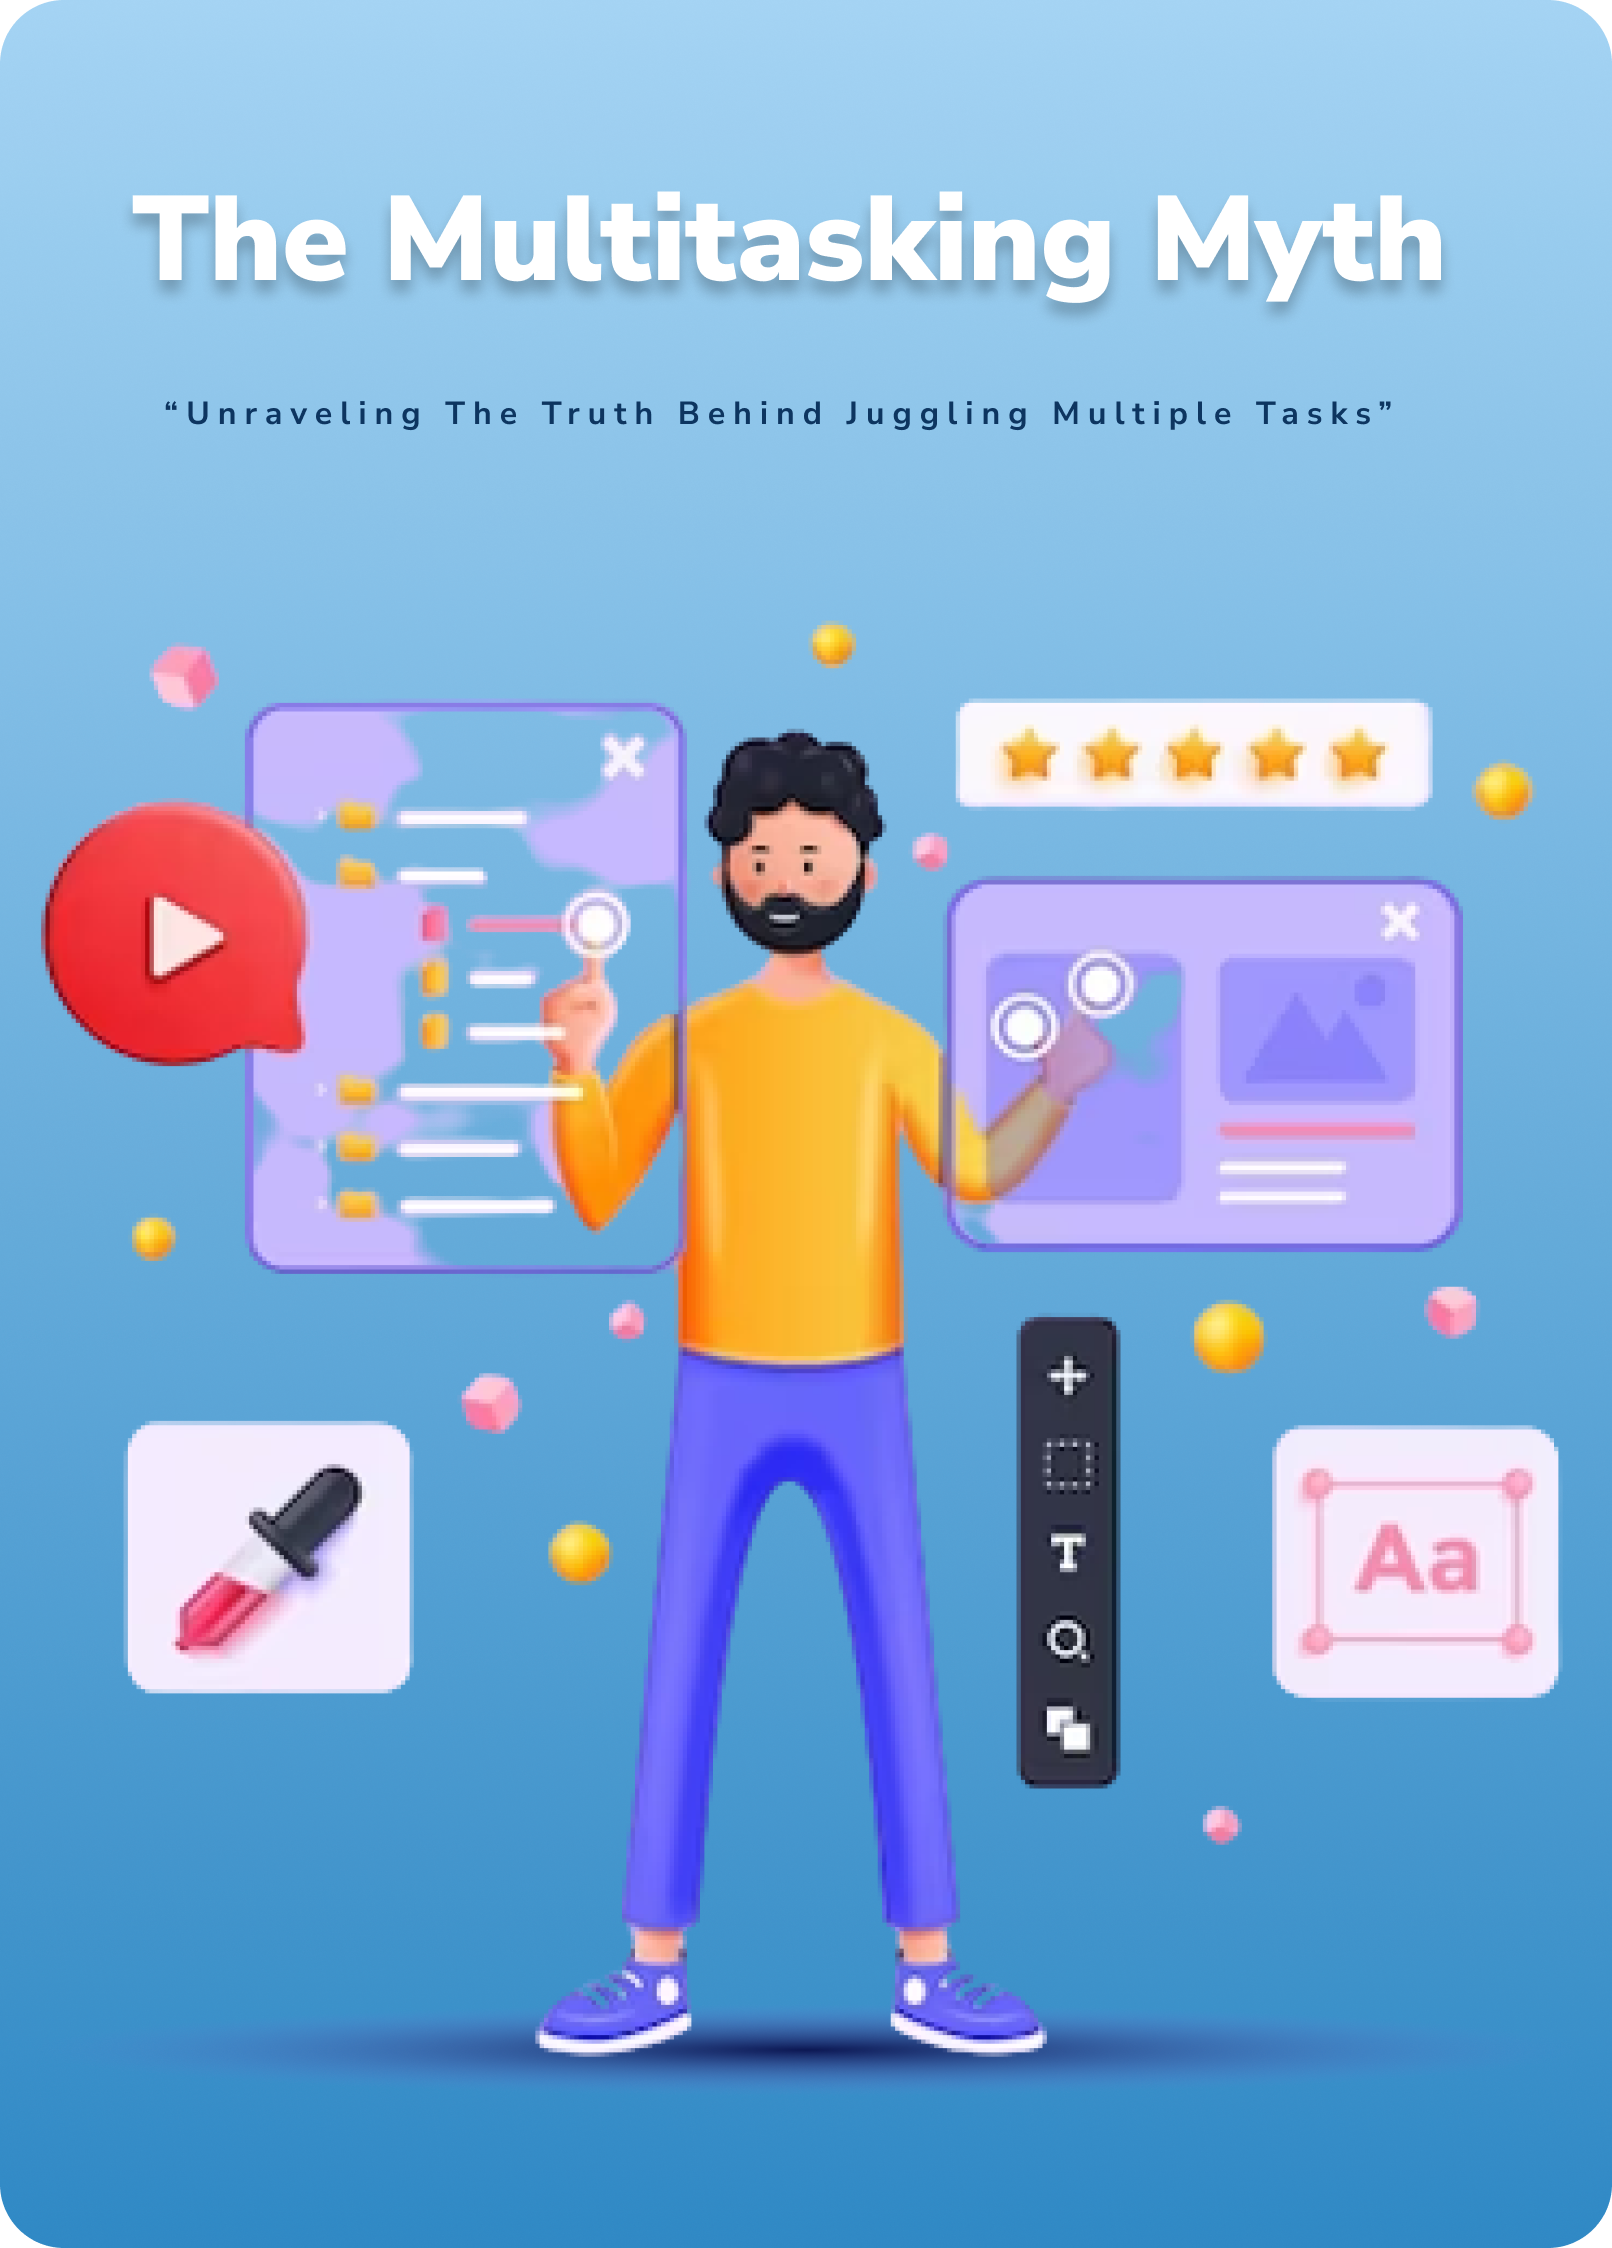 The Multitasking Myth
“Unraveling The Truth Behind Juggling Multiple Tasks”
T
Aa